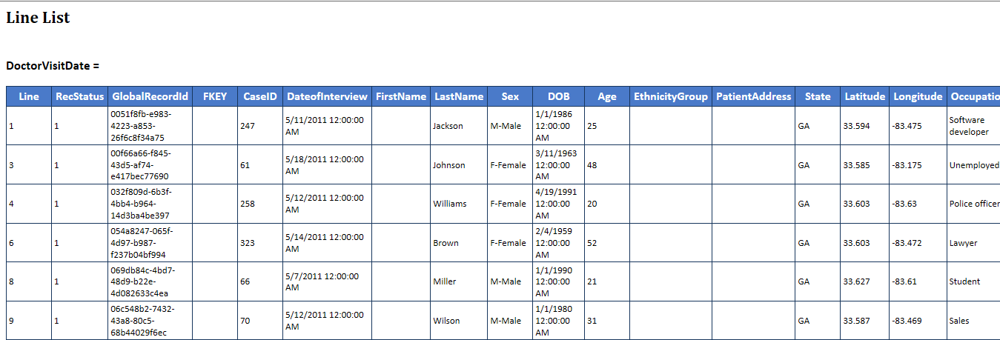 Line List
DoctorVisitDate =
Line RecStatus GlobalRecordId FKEY CaseID DateofInterview FirstName LastName Sex DOB Age EthnicityGroup PatientAddress State Latitude Longitude Occupatio
1 1 0051f8fb-e983-4223-a853-26f6c8f34a75 247 5/11/2011 12:00:00 AM Jackson M-Male 1/1/1986 12:00:00 AM 25 GA 33.594 -83.475 Software developer
3 1 00f66a66-f845-43d5-af74-e417bec77690 61 5/18/2011 12:00:00 AM Johnson F-Female 3/11/1963 12:00:00 AM 48 GA 33.585 -83.175 Unemployed
4 1 032f809d-6b3f-4bb4-b964-14d3ba4be397 258 5/12/2011 12:00:00 AM Williams F-Female 4/19/1991 12:00:00 AM 20 GA 33.603 -83.63 Police officer
6 1 054a8247-065f-4d97-b987-f237b04bf994 323 5/14/2011 12:00:00 AM Brown F-Female 2/4/1959 12:00:00 AM 52 GA 33.603 -83.472 Lawyer
8 1 069db84c-4bd7-48d9-b22e-4d082633c4ea 66 5/7/2011 12:00:00 AM Miller M-Male 1/1/1990 12:00:00 AM 21 GA 33.627 -83.61 Student
9 1 06c548b2-7432-43a8-80c5-68b44029f6ec 70 5/12/2011 12:00:00 AM Wilson M-Male 1/1/1980 12:00:00 AM 31 GA 33.587 -83.469 Sales